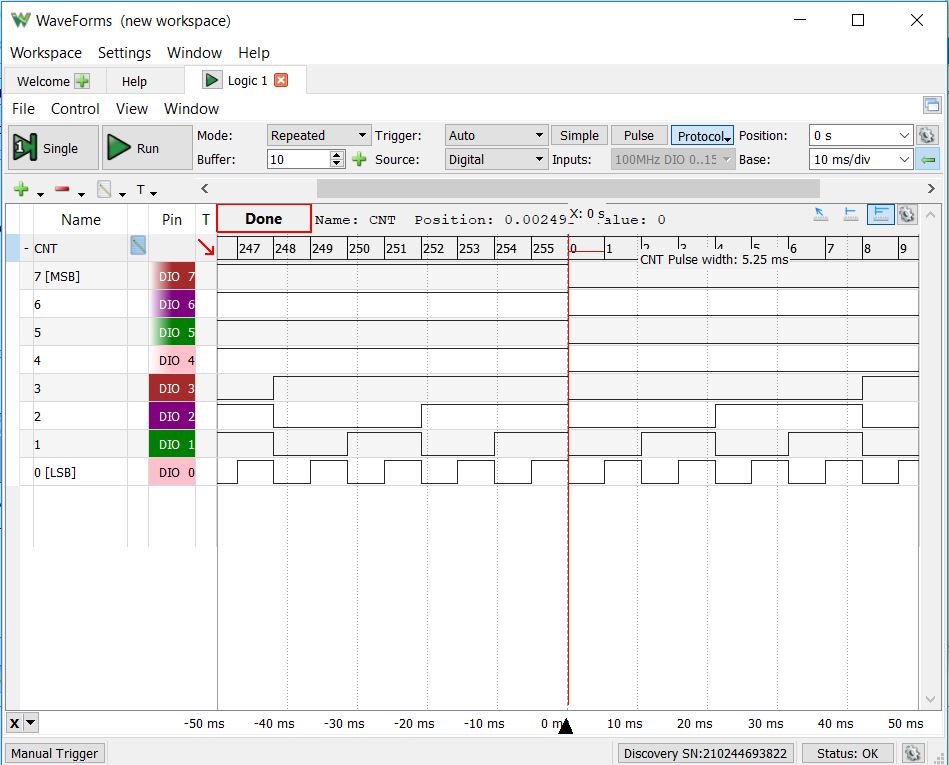 WaveForms (new workspace)
Workspace Settings Window Help
Welcome Help Logic 1
File Control View Window
Single Run Mode: Repeated Trigger: Auto Simple Pulse Protocol Position: 0 s
Buffer: 10 Source: Digital Inputs: 100MHz DIO 0..15 Base: 10 ms/div
T
Name Pin T Done Name: CNT Position: 0.00249 X: 0 s alue: 0
- CNT 247 248 249 250 251 252 253 254 255 0 1 2 3 4 5 6 7 8 9
CNT Pulse width: 5.25 ms
7 [MSB] DIO 7
6 DIO 6
5 DIO 5
4 DIO 4
3 DIO 3
2 DIO 2
1 DIO 1
0 [LSB] DIO 0
X -50 ms -40 ms -30 ms -20 ms -10 ms 0 m 10 ms 20 ms 30 ms 40 ms 50 ms
Manual Trigger Discovery SN:210244693822 Status: OK